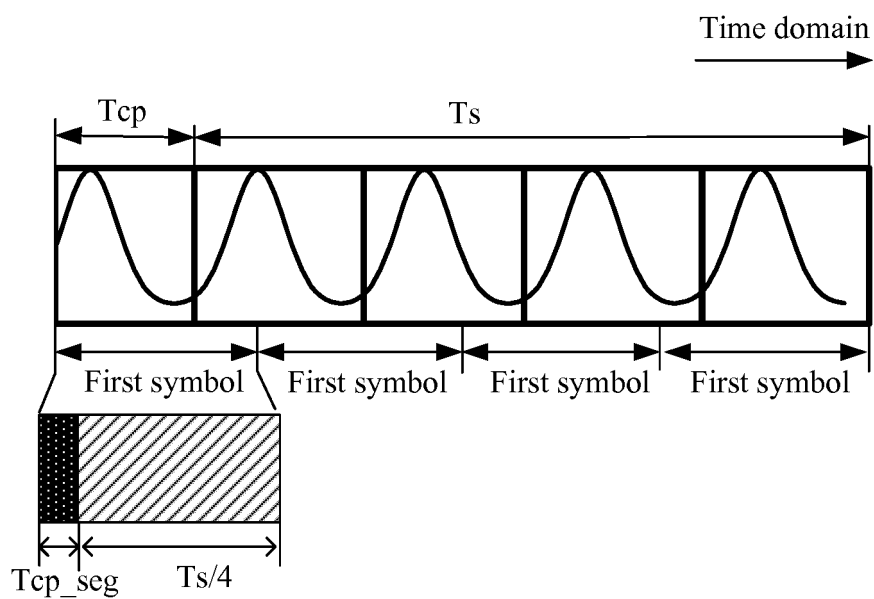 Time domain
Tcp Ts
First symbol First symbol First symbol First symbol
Tcp_seg Ts/4